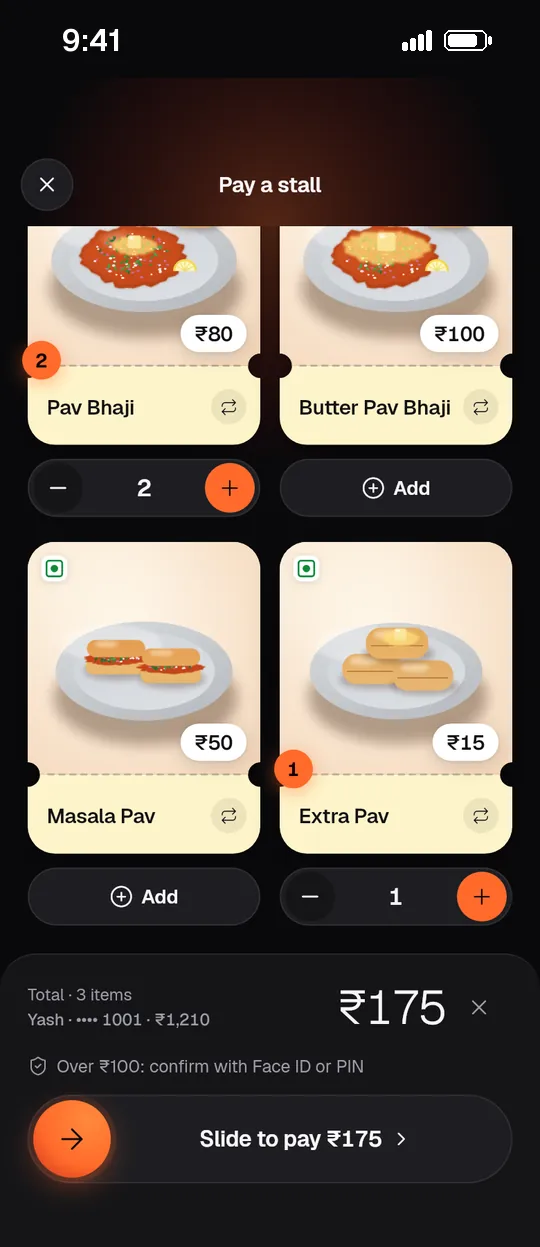 9:41
Pay a stall
₹80
₹100
2
Pav Bhaji
Butter Pav Bhaji
2
Add
₹50
₹15
1
Masala Pav
Extra Pav
Add
1
Total · 3 items
Yash · •••• 1001 · ₹1,210
₹175
Over ₹100: confirm with Face ID or PIN
Slide to pay ₹175